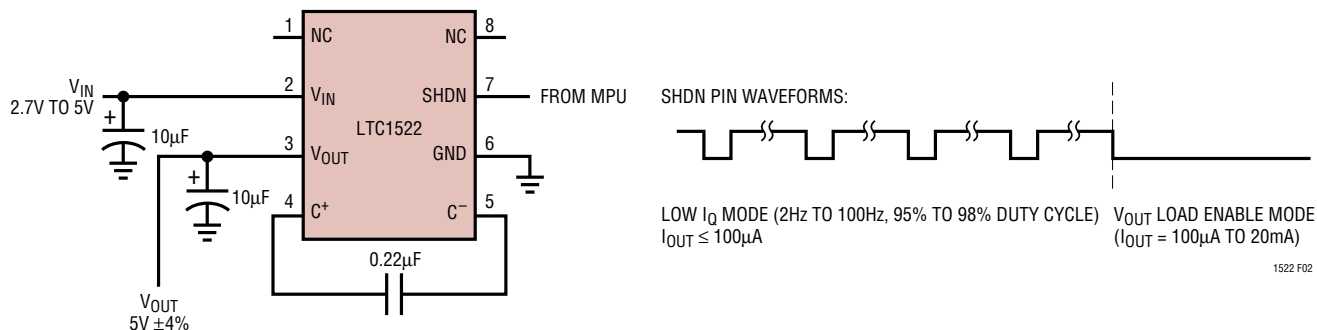 1
NC
NC
8
V_IN
2.7V TO 5V
2
V_IN
SHDN
7
FROM MPU
+
10µF
LTC1522
3
V_OUT
GND
6
+
10µF
4
C⁺
C⁻
5
0.22µF
V_OUT
5V ±4%
SHDN PIN WAVEFORMS:
LOW I_Q MODE (2Hz TO 100Hz, 95% TO 98% DUTY CYCLE)
I_OUT ≤ 100µA
V_OUT LOAD ENABLE MODE
(I_OUT = 100µA TO 20mA)
1522 F02